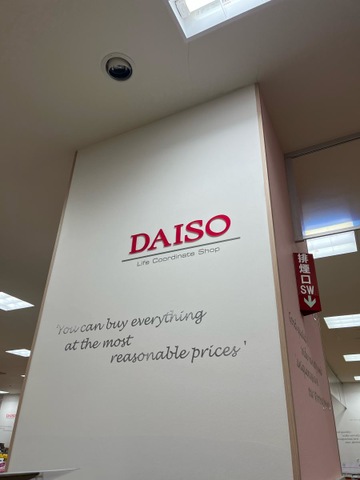 DAISO
Life Coordinate Shop
'You can buy everything
at the most
reasonable prices'
排煙口
SW